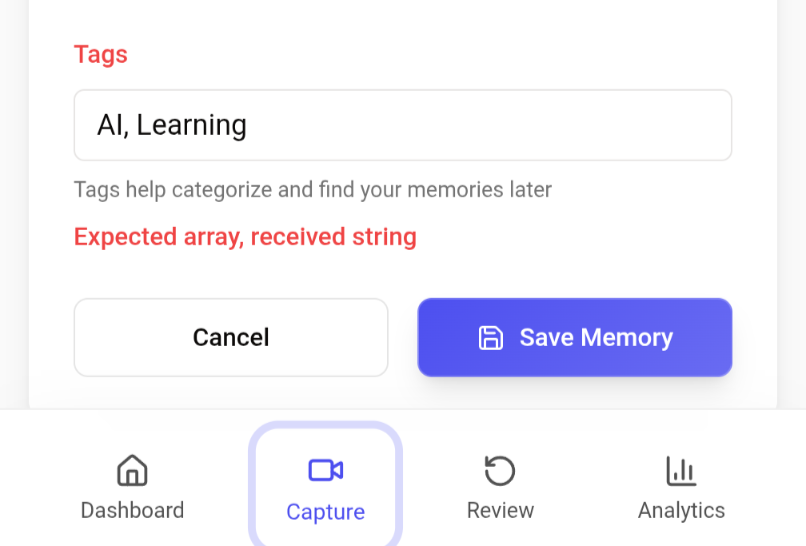 Tags
AI, Learning
Tags help categorize and find your memories later
Expected array, received string
Cancel
Save Memory
Dashboard
Capture
Review
Analytics